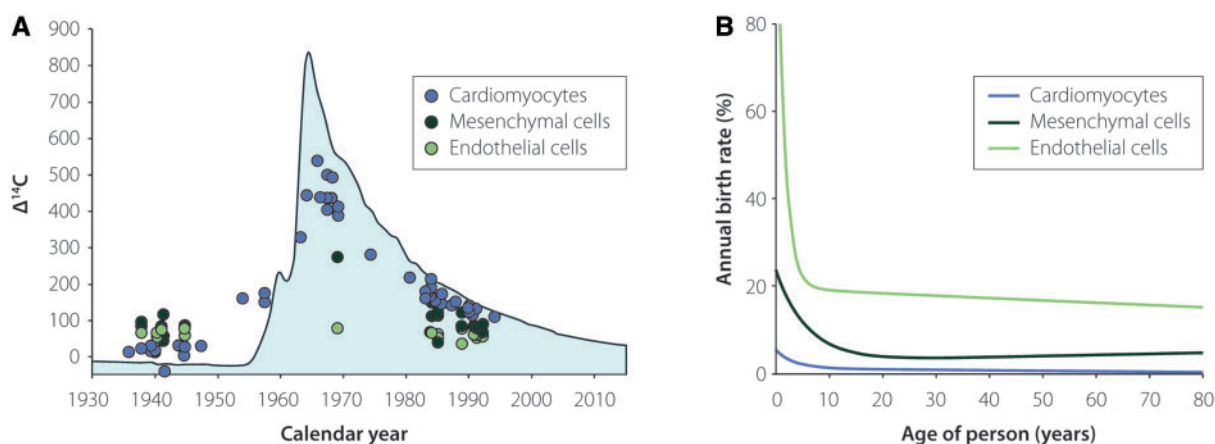 A
900
800
700
600
500
400
300
200
100
0
Δ¹⁴C
Cardiomyocytes
Mesenchymal cells
Endothelial cells
1930 1940 1950 1960 1970 1980 1990 2000 2010
Calendar year
B
80
60
40
20
0
Annual birth rate (%)
Cardiomyocytes
Mesenchymal cells
Endothelial cells
0 10 20 30 40 50 60 70 80
Age of person (years)